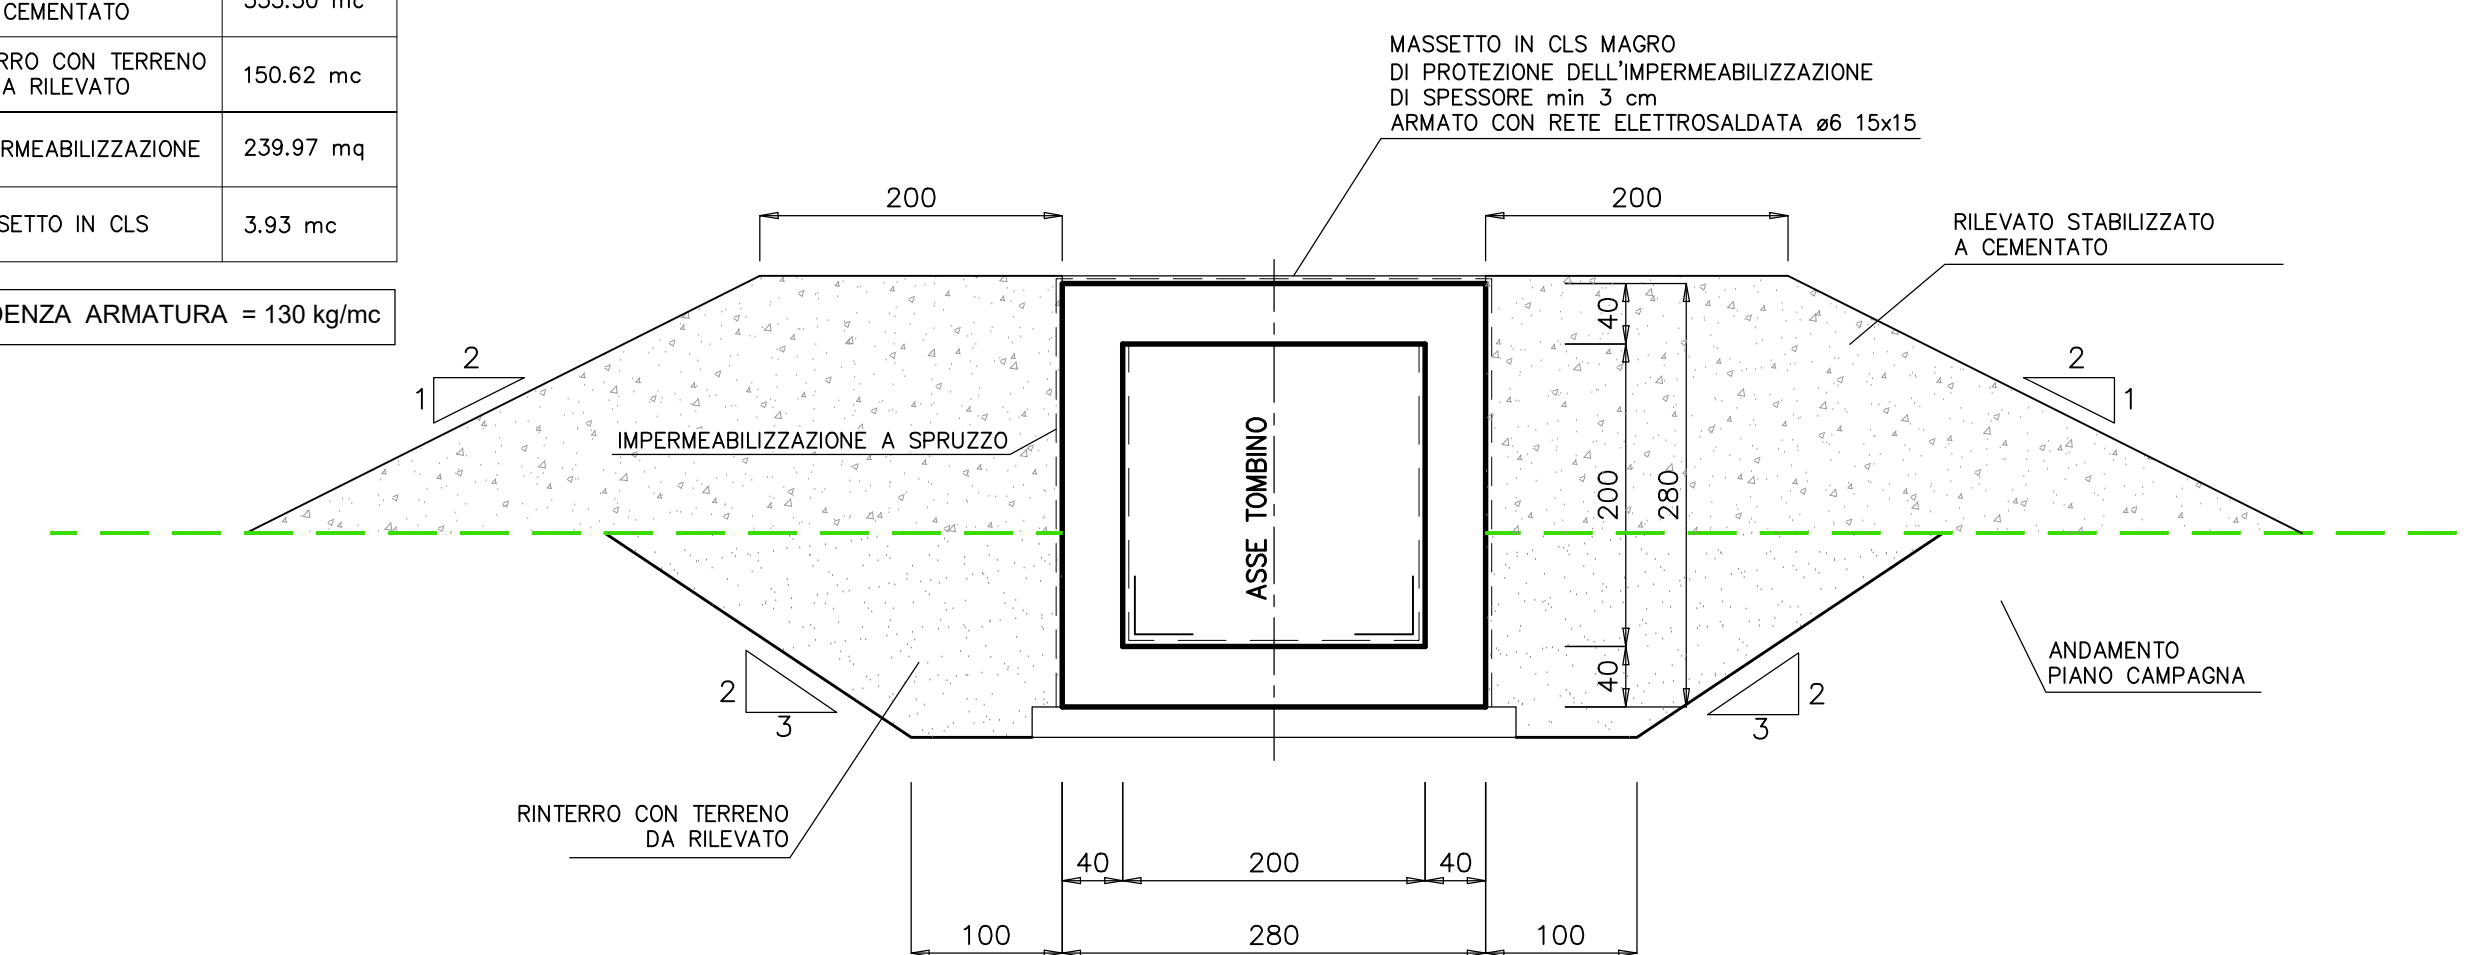 CEMENTATO
RRO CON TERRENO
A RILEVATO
150.62 mc
RMEABILIZZAZIONE
239.97 mq
SETTO IN CLS
3.93 mc
DENZA ARMATURA = 130 kg/mc
MASSETTO IN CLS MAGRO
DI PROTEZIONE DELL'IMPERMEABILIZZAZIONE
DI SPESSORE min 3 cm
ARMATO CON RETE ELETTROSALDATA ø6 15x15
200
200
RILEVATO STABILIZZATO
A CEMENTATO
2
1
2
1
IMPERMEABILIZZAZIONE A SPRUZZO
ASSE TOMBINO
40
200
280
40
2
3
2
3
ANDAMENTO
PIANO CAMPAGNA
RINTERRO CON TERRENO
DA RILEVATO
40
200
40
100
280
100